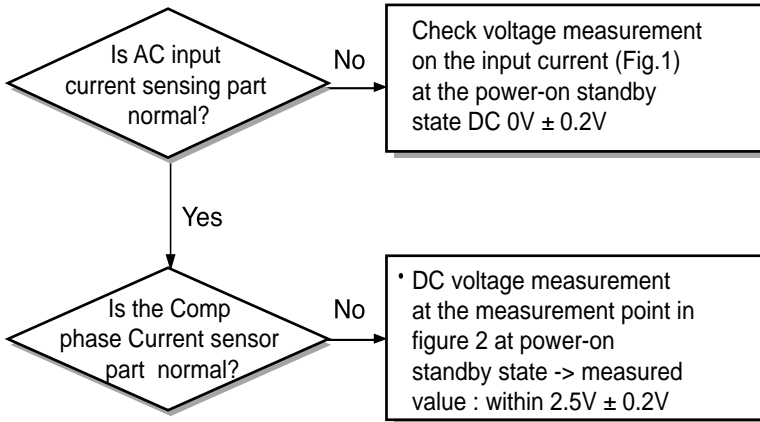 Is AC input
current sensing part
normal?
No
Check voltage measurement
on the input current (Fig.1)
at the power-on standby
state DC 0V ± 0.2V
Yes
Is the Comp
phase Current sensor
part normal?
No
• DC voltage measurement
at the measurement point in
figure 2 at power-on
standby state -> measured
value : within 2.5V ± 0.2V